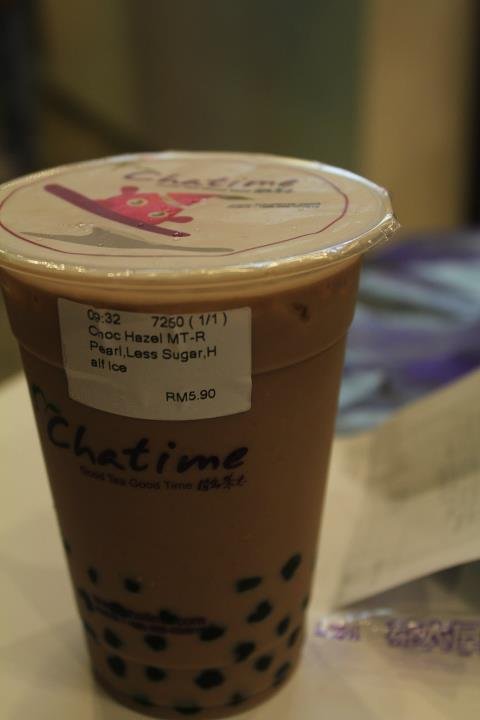 Chatime
09:32 7250 ( 1/1 )
Choc Hazel MT-R
Pearl,Less Sugar,H
alf Ice
RM5.90
Chatime
Good Tea Good Time